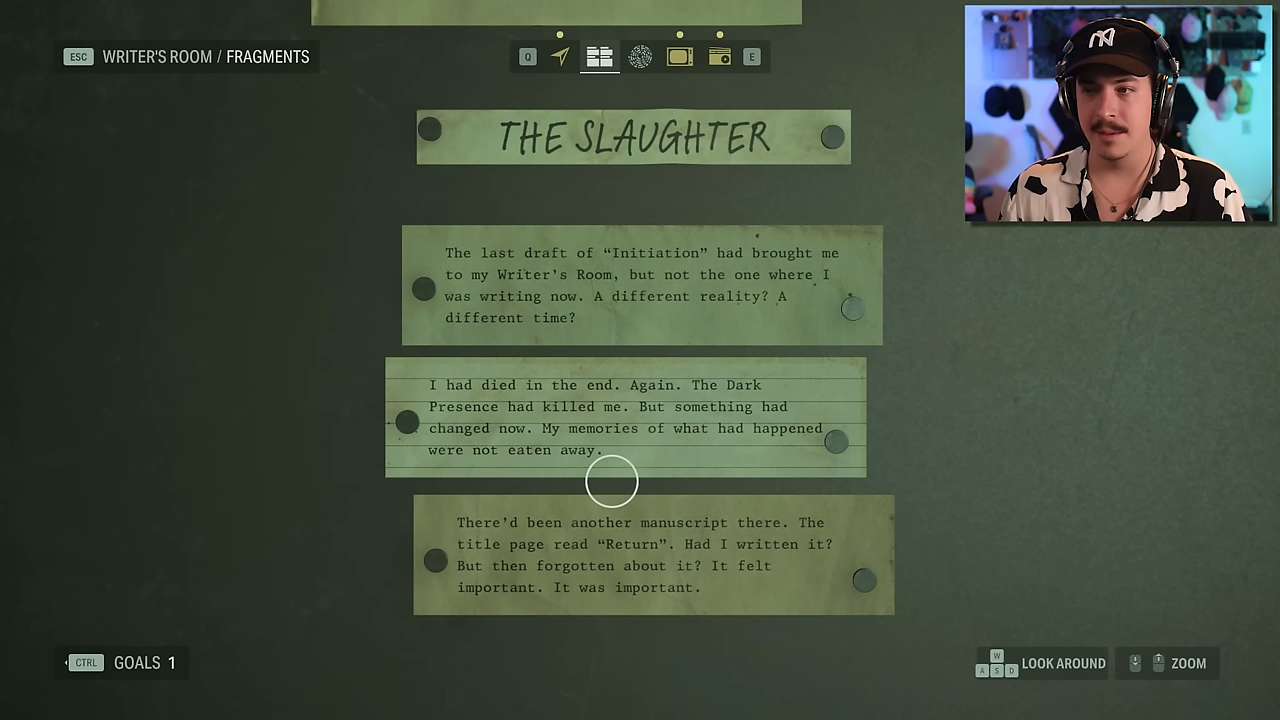 ESC WRITER'S ROOM / FRAGMENTS
Q E
THE SLAUGHTER
The last draft of “Initiation” had brought me
to my Writer’s Room, but not the one where I
was writing now. A different reality? A
different time?
I had died in the end. Again. The Dark
Presence had killed me. But something had
changed now. My memories of what had happened
were not eaten away.
There’d been another manuscript there. The
title page read “Return”. Had I written it?
But then forgotten about it? It felt
important. It was important.
CTRL GOALS 1
W
A S D LOOK AROUND
ZOOM